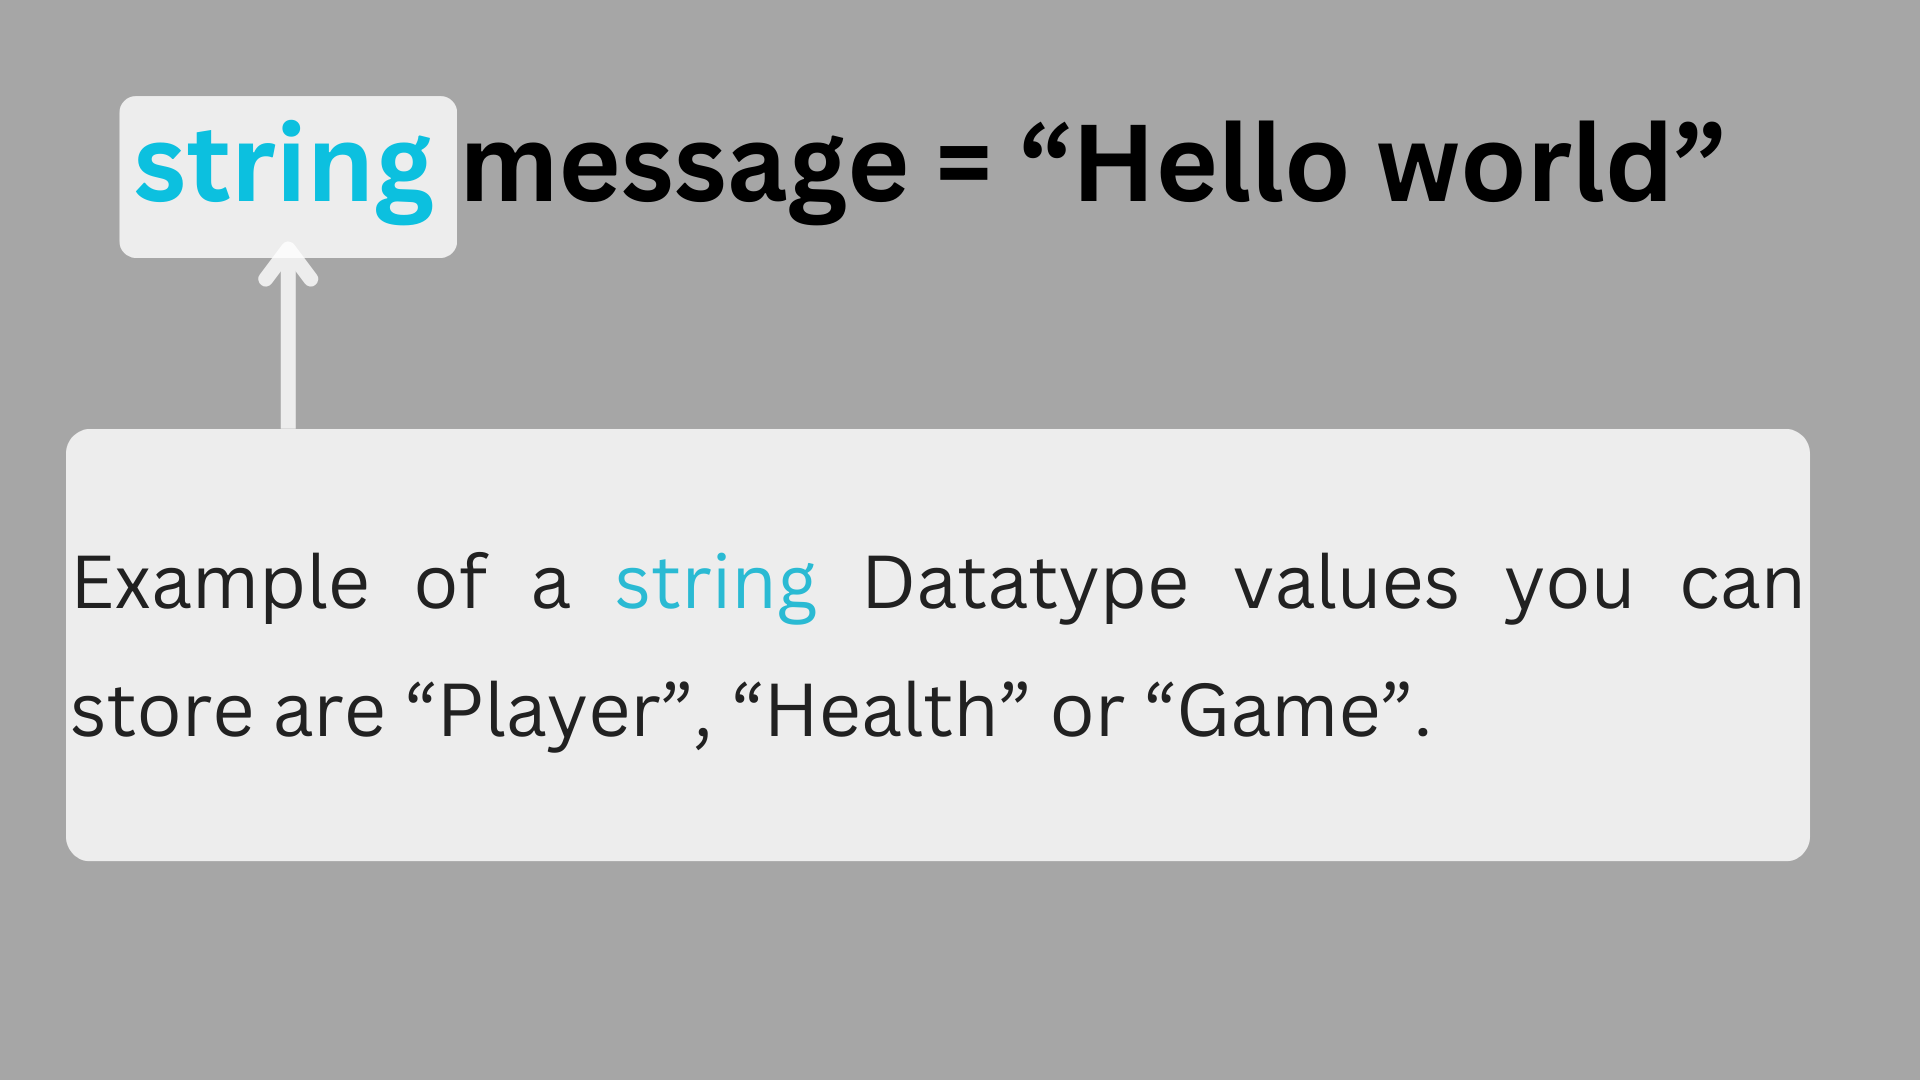 string message = “Hello world”
Example of a string Datatype values you can
store are “Player”, “Health” or “Game”.